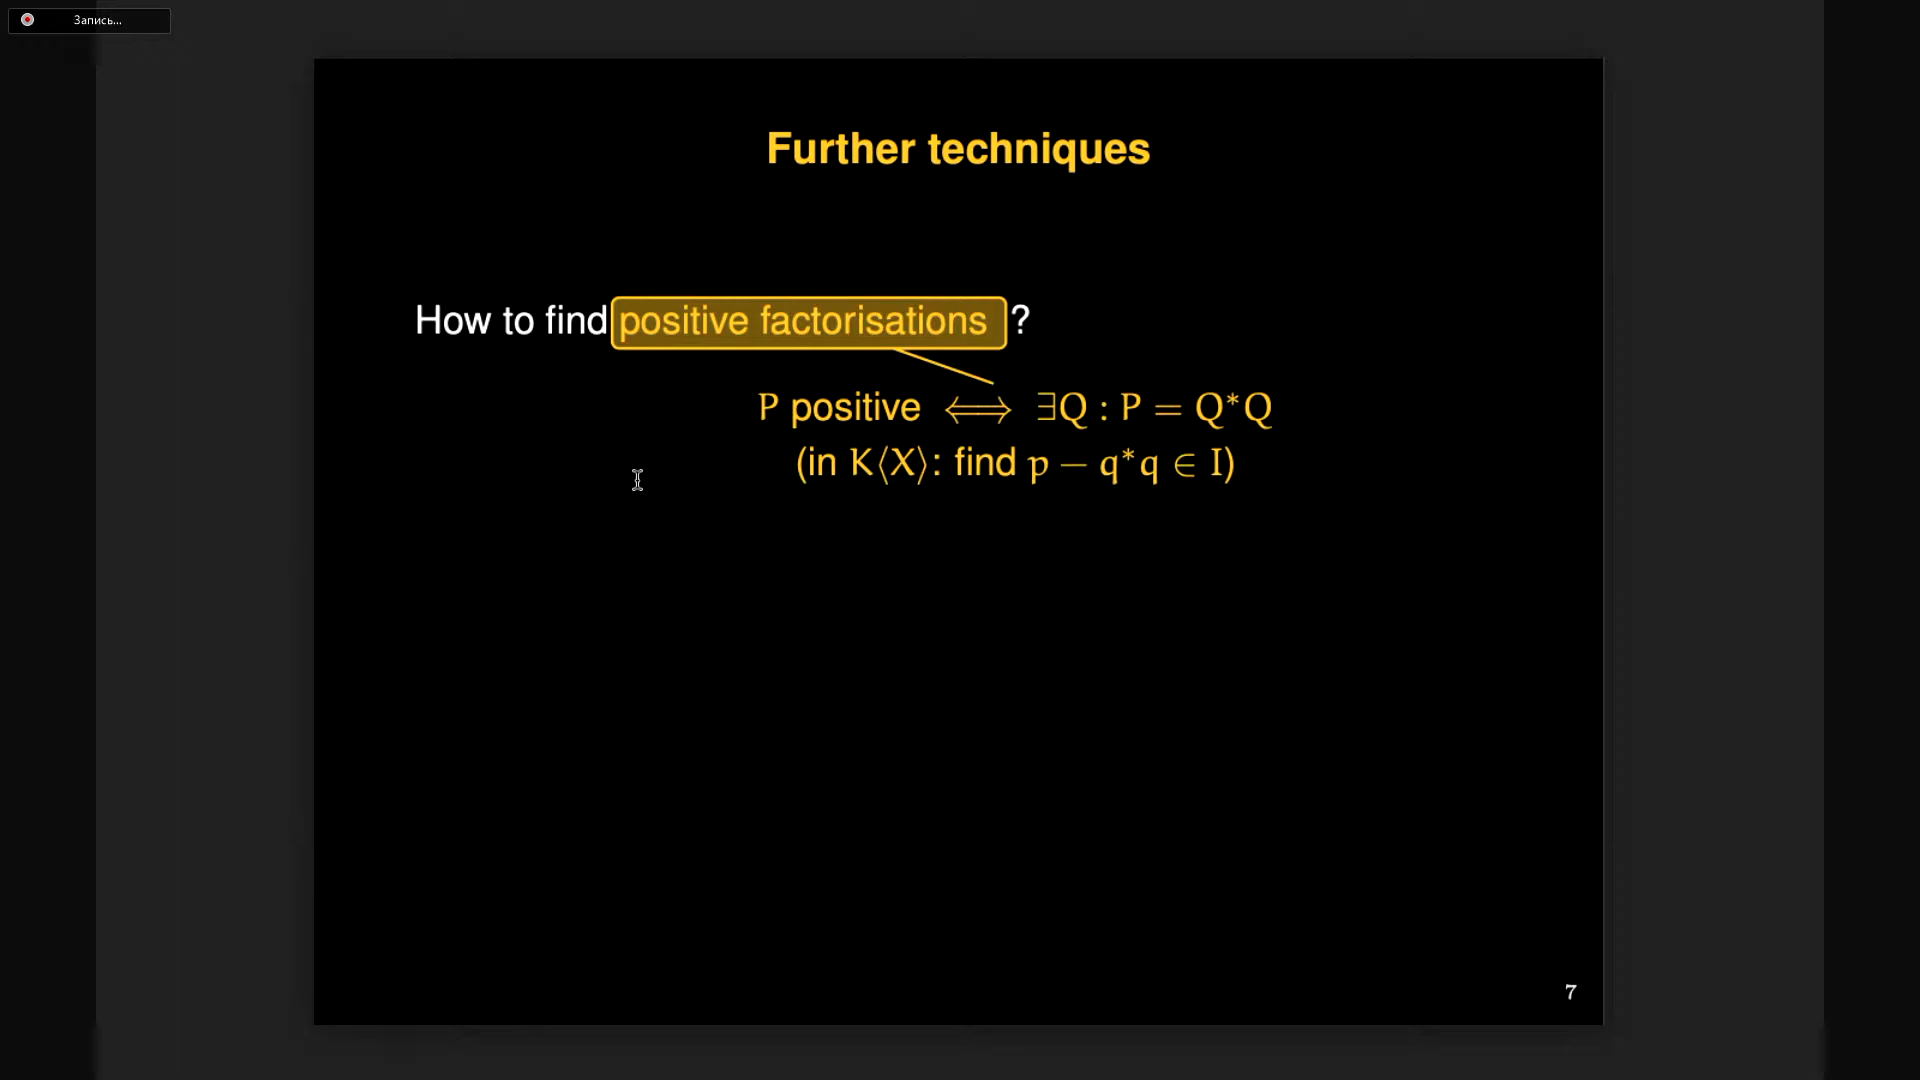 Запись...
Further techniques
How to find positive factorisations ?
P positive ⟺ ∃Q : P = Q*Q
(in K⟨X⟩: find p − q*q ∈ I)
7